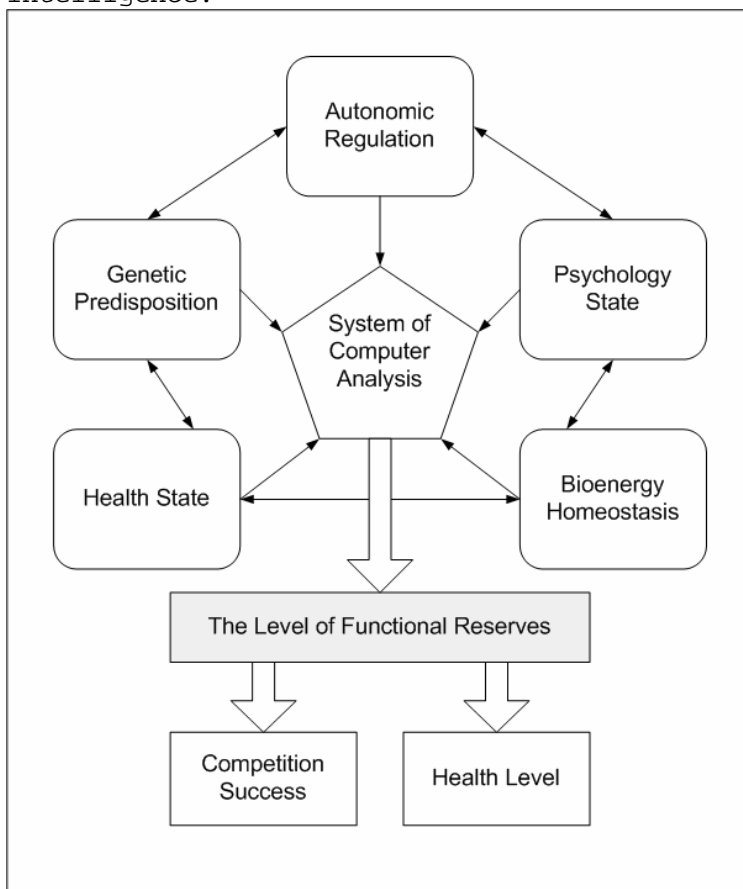 intelligence.
Autonomic
Regulation
Genetic
Predisposition
Psychology
State
System of
Computer
Analysis
Health State
Bioenergy
Homeostasis
The Level of Functional Reserves
Competition
Success
Health Level